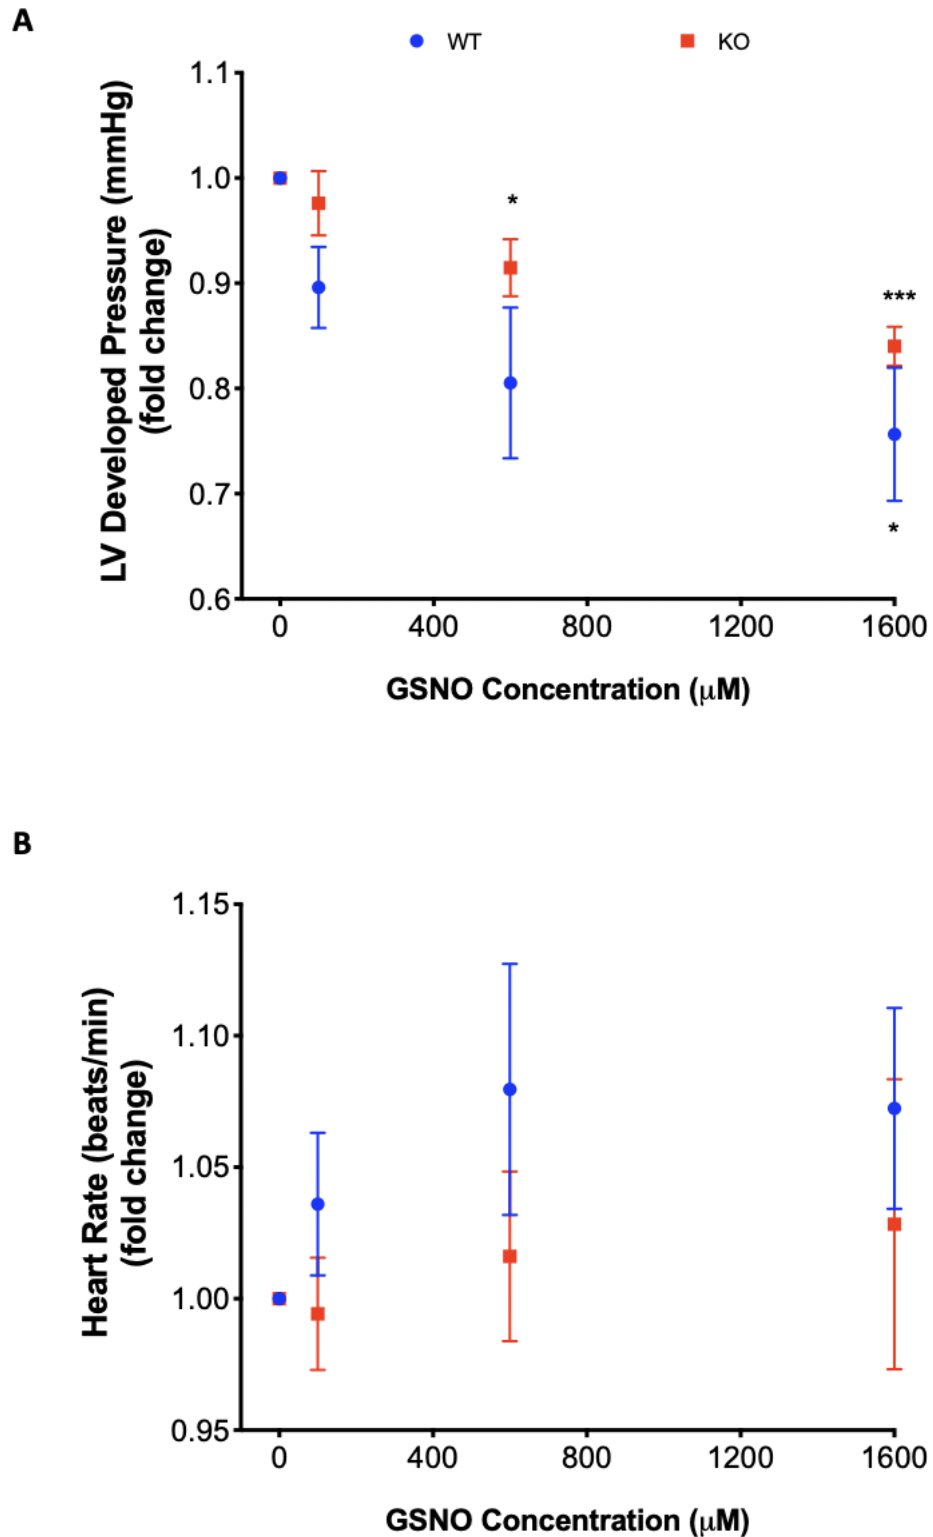 A
WT KO
LV Developed Pressure (mmHg)
(fold change)
1.1
1.0
0.9
0.8
0.7
0.6
*
***
*
0 400 800 1200 1600
GSNO Concentration (μM)
B
Heart Rate (beats/min)
(fold change)
1.15
1.10
1.05
1.00
0.95
0 400 800 1200 1600
GSNO Concentration (μM)